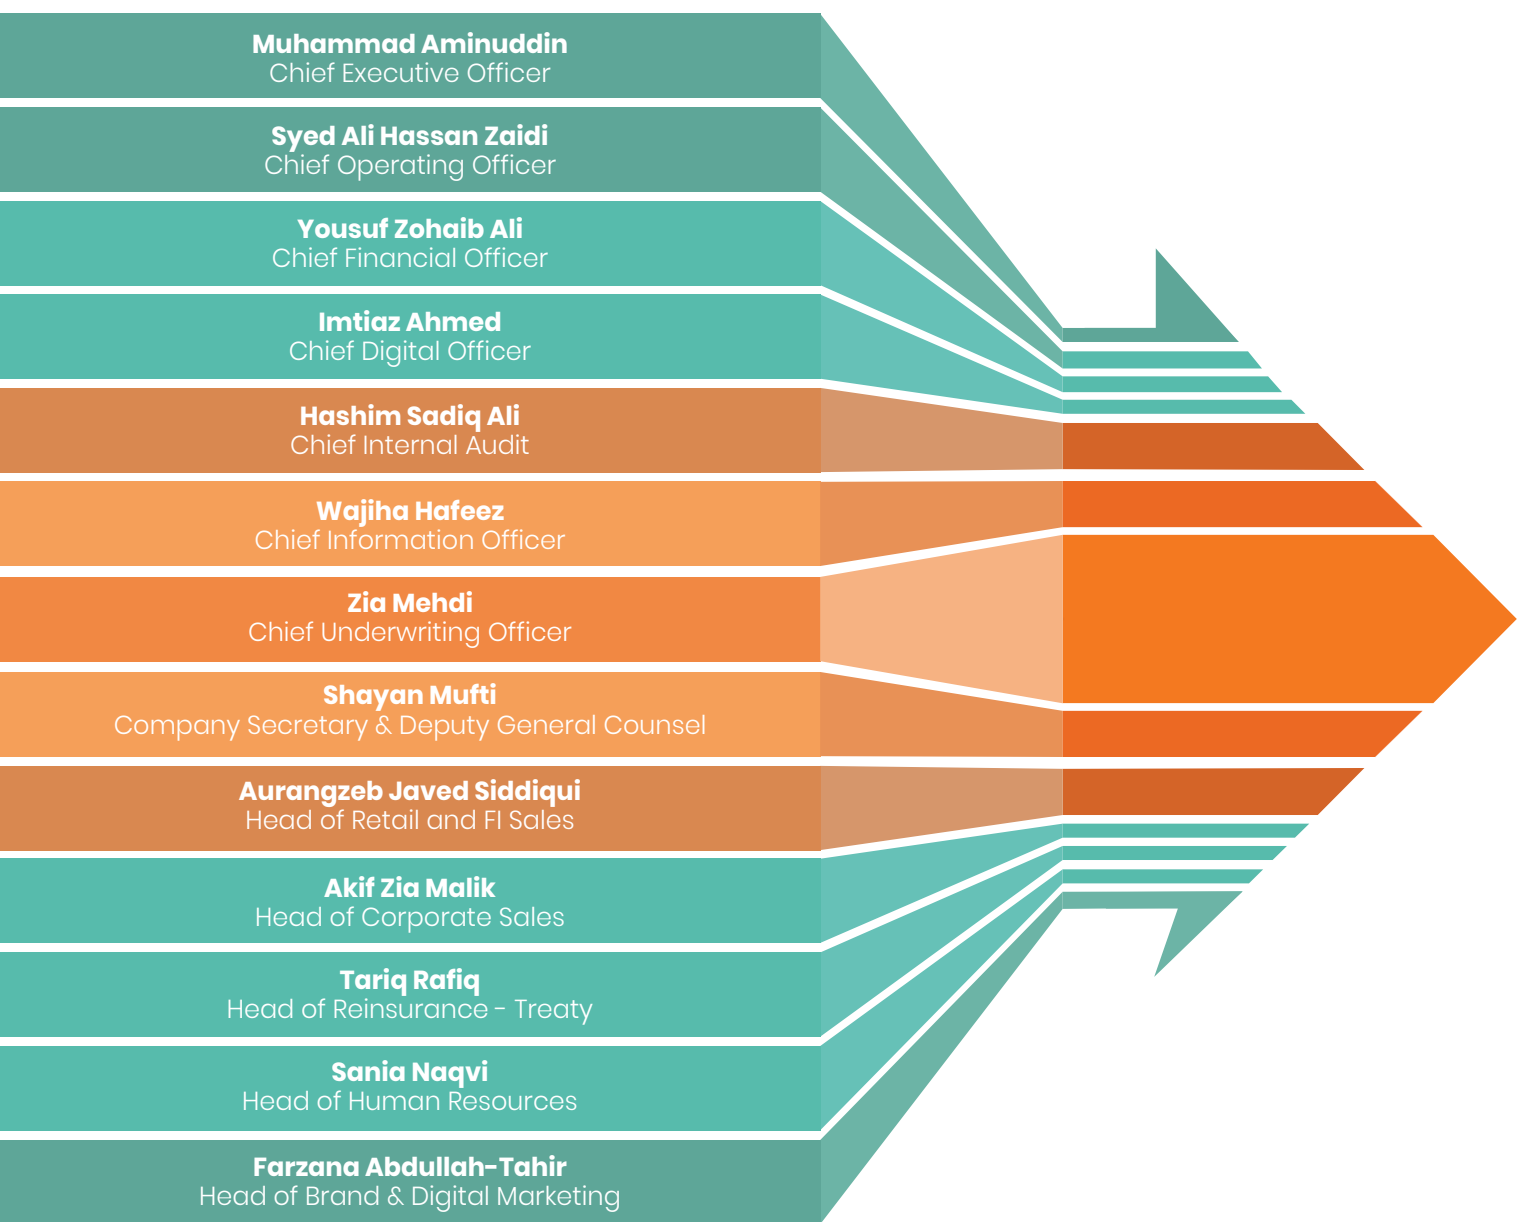 Muhammad Aminuddin
Chief Executive Officer
Syed Ali Hassan Zaidi
Chief Operating Officer
Yousuf Zohaib Ali
Chief Financial Officer
Imtiaz Ahmed
Chief Digital Officer
Hashim Sadiq Ali
Chief Internal Audit
Wajiha Hafeez
Chief Information Officer
Zia Mehdi
Chief Underwriting Officer
Shayan Mufti
Company Secretary & Deputy General Counsel
Aurangzeb Javed Siddiqui
Head of Retail and FI Sales
Akif Zia Malik
Head of Corporate Sales
Tariq Rafiq
Head of Reinsurance - Treaty
Sania Naqvi
Head of Human Resources
Farzana Abdullah-Tahir
Head of Brand & Digital Marketing